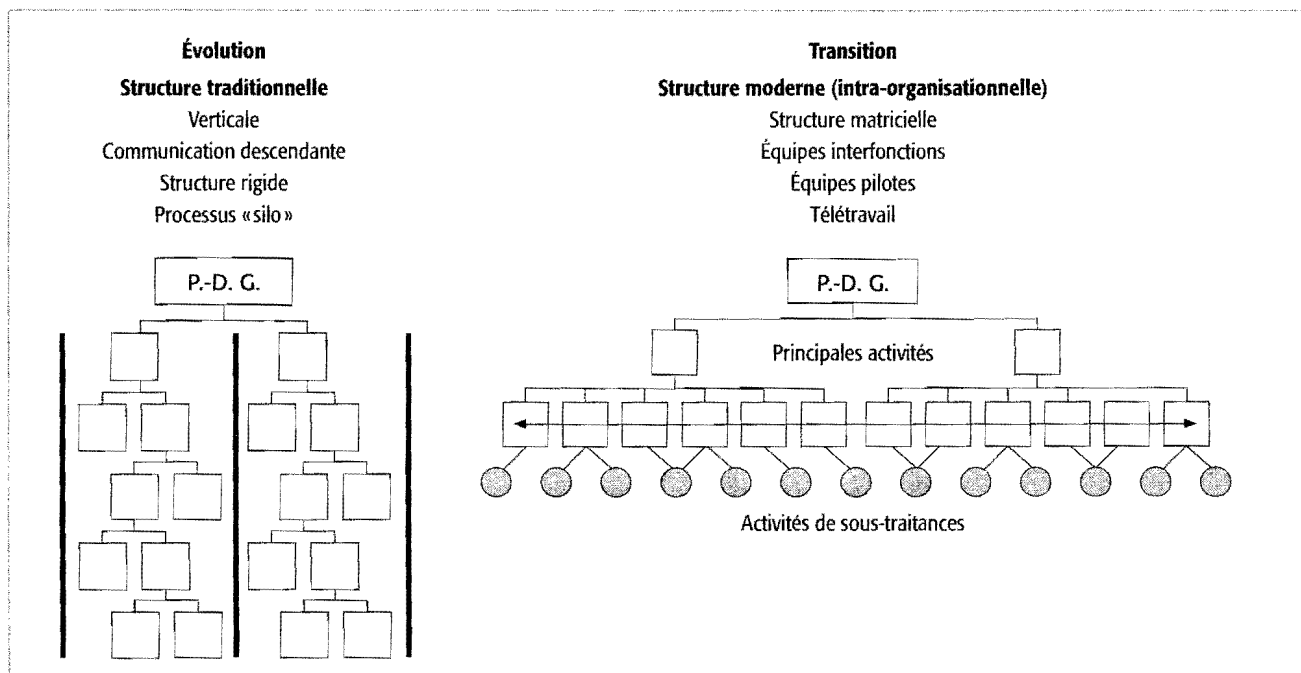 Évolution
Structure traditionnelle
Verticale
Communication descendante
Structure rigide
Processus «silo»
P.-D. G.
Transition
Structure moderne (intra-organisationnelle)
Structure matricielle
Équipes interfonctions
Équipes pilotes
Télétravail
P.-D. G.
Principales activités
Activités de sous-traitances